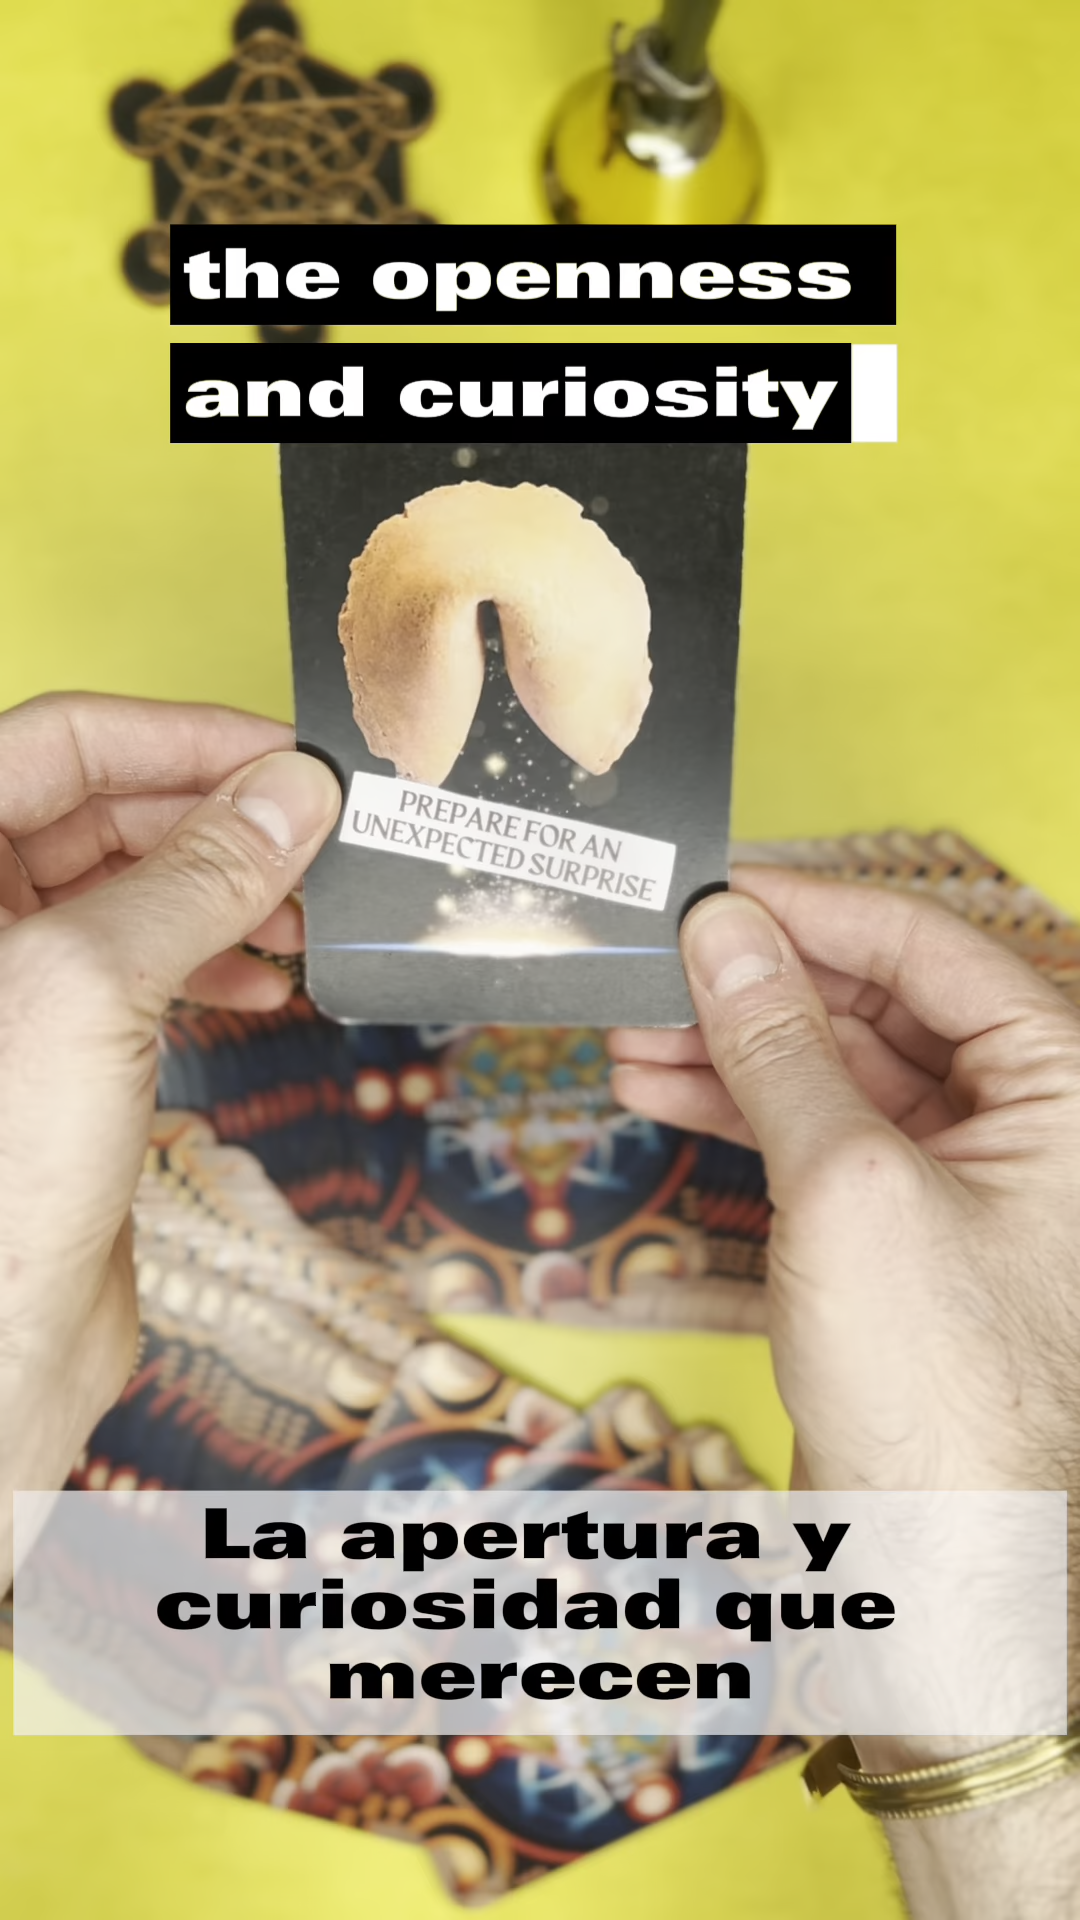 the openness
and curiosity
PREPARE FOR AN
UNEXPECTED SURPRISE
La apertura y
curiosidad que
merecen